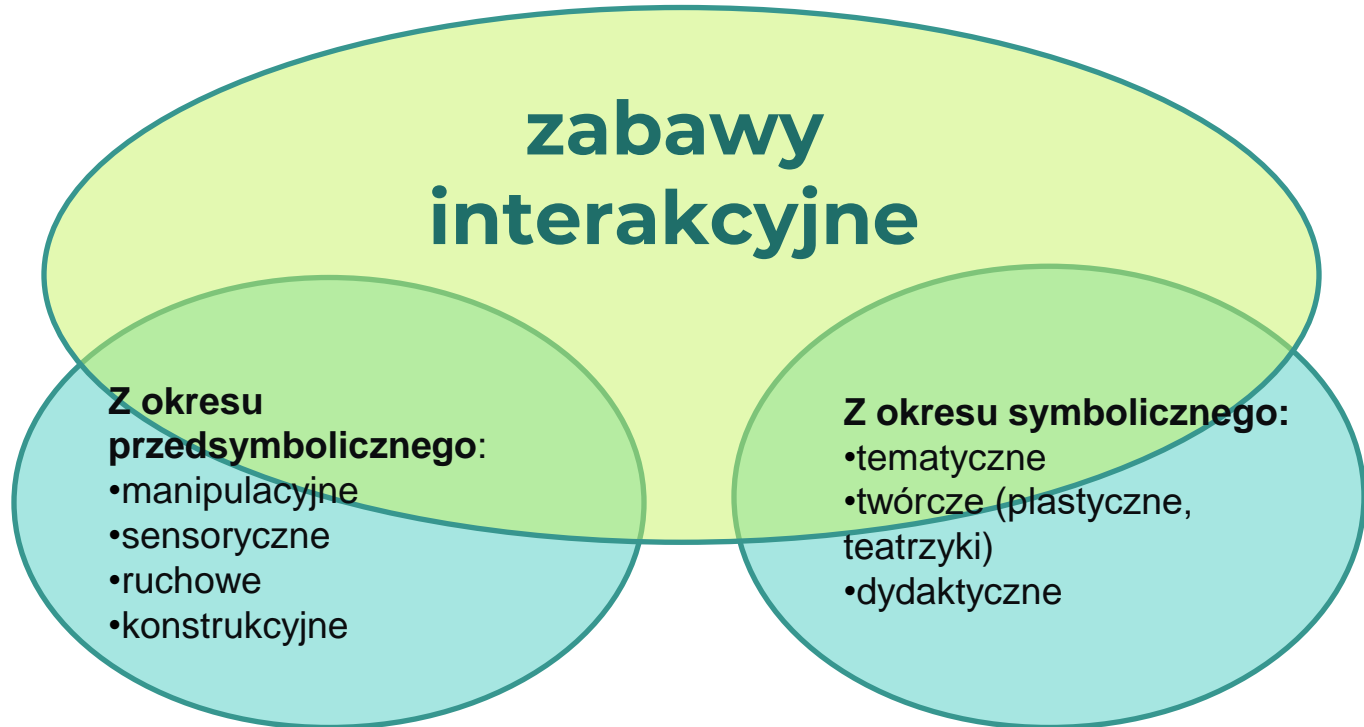 zabawy
interakcyjne
Z okresu
przedsymbolicznego:
•manipulacyjne
•sensoryczne
•ruchowe
•konstrukcyjne
Z okresu symbolicznego:
•tematyczne
•twórcze (plastyczne,
teatrzyki)
•dydaktyczne